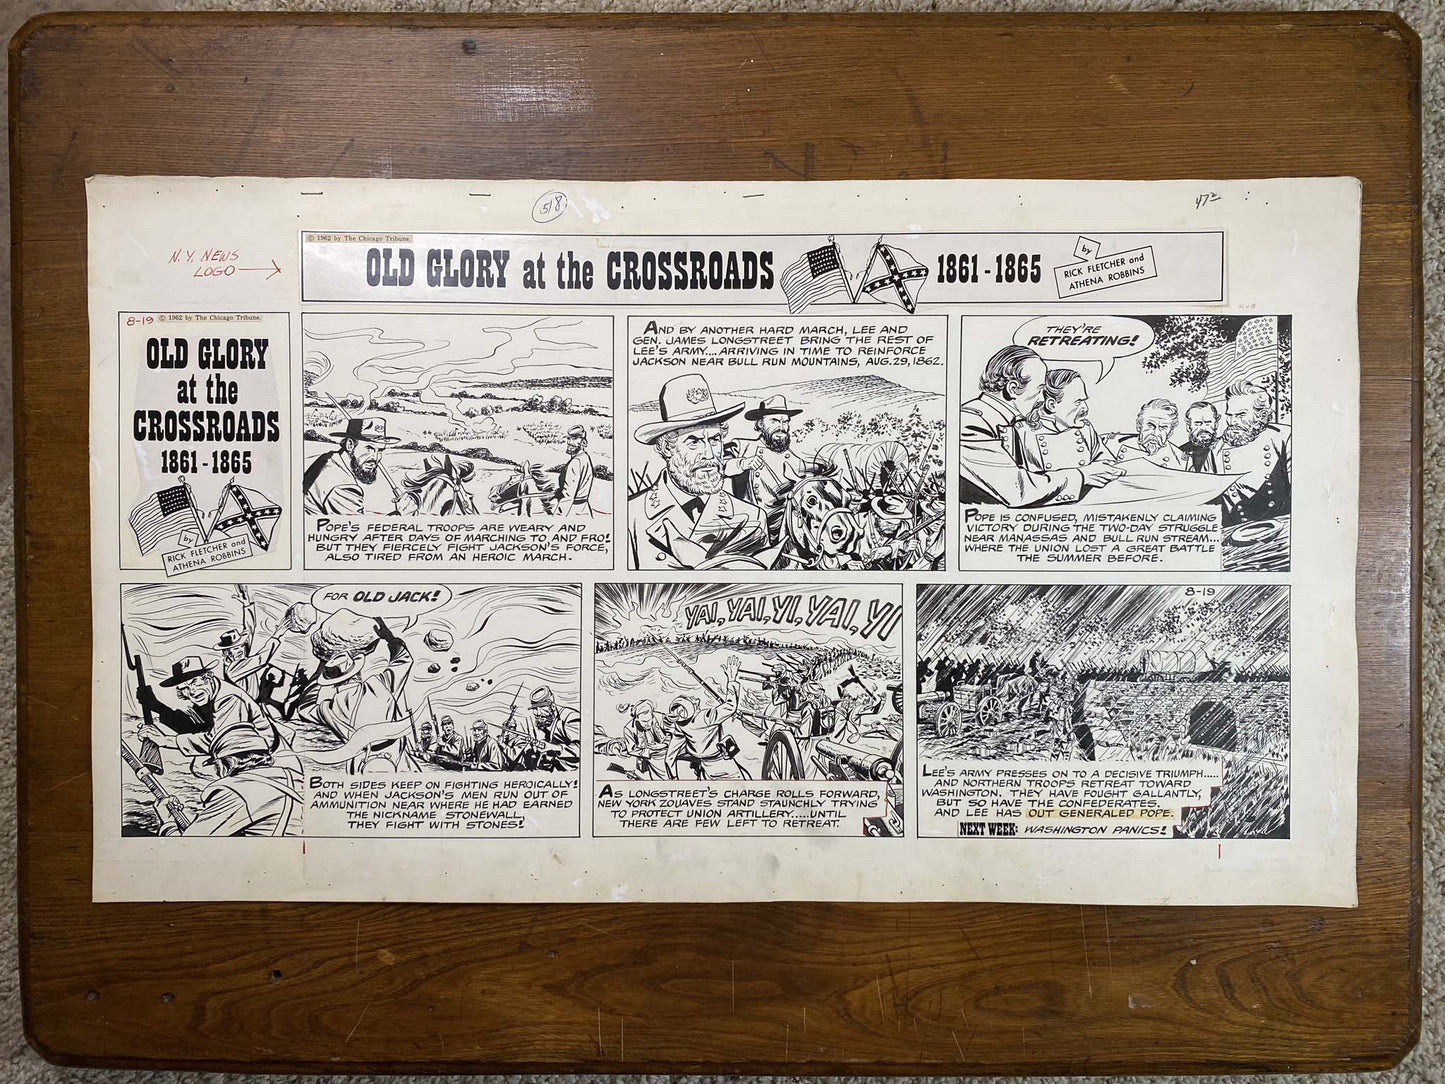 518
47½
N.Y. NEWS
LOGO
© 1962 by The Chicago Tribune.
OLD GLORY at the CROSSROADS 1861-1865
by
RICK FLETCHER and
ATHENA ROBBINS
8-19 © 1962 by The Chicago Tribune.
OLD GLORY
at the
CROSSROADS
1861-1865
by
RICK FLETCHER and
ATHENA ROBBINS
POPE'S FEDERAL TROOPS ARE WEARY AND
HUNGRY AFTER DAYS OF MARCHING TO AND FRO!
BUT THEY FIERCELY FIGHT JACKSON'S FORCE,
ALSO TIRED FROM AN HEROIC MARCH.
AND BY ANOTHER HARD MARCH, LEE AND
GEN. JAMES LONGSTREET BRING THE REST OF
LEE'S ARMY... ARRIVING IN TIME TO REINFORCE
JACKSON NEAR BULL RUN MOUNTAINS, AUG. 29, 1862.
THEY'RE
RETREATING!
POPE IS CONFUSED, MISTAKENLY CLAIMING
VICTORY DURING THE TWO-DAY STRUGGLE
NEAR MANASSAS AND BULL RUN STREAM...
WHERE THE UNION LOST A GREAT BATTLE
THE SUMMER BEFORE.
FOR OLD JACK!
BOTH SIDES KEEP ON FIGHTING HEROICALLY!
AND WHEN JACKSON'S MEN RUN OUT OF
AMMUNITION NEAR WHERE HE HAD EARNED
THE NICKNAME STONEWALL,
THEY FIGHT WITH STONES!
YAI, YAI, YI, YAI, YI
AS LONGSTREET'S CHARGE ROLLS FORWARD,
NEW YORK ZOUAVES STAND STAUNCHLY TRYING
TO PROTECT UNION ARTILLERY.....UNTIL
THERE ARE FEW LEFT TO RETREAT.
8-19
LEE'S ARMY PRESSES ON TO A DECISIVE TRIUMPH.....
AND NORTHERN TROOPS RETREAT TOWARD
WASHINGTON. THEY HAVE FOUGHT GALLANTLY,
BUT SO HAVE THE CONFEDERATES.
AND LEE HAS OUT GENERALED POPE.
NEXT WEEK: WASHINGTON PANICS!